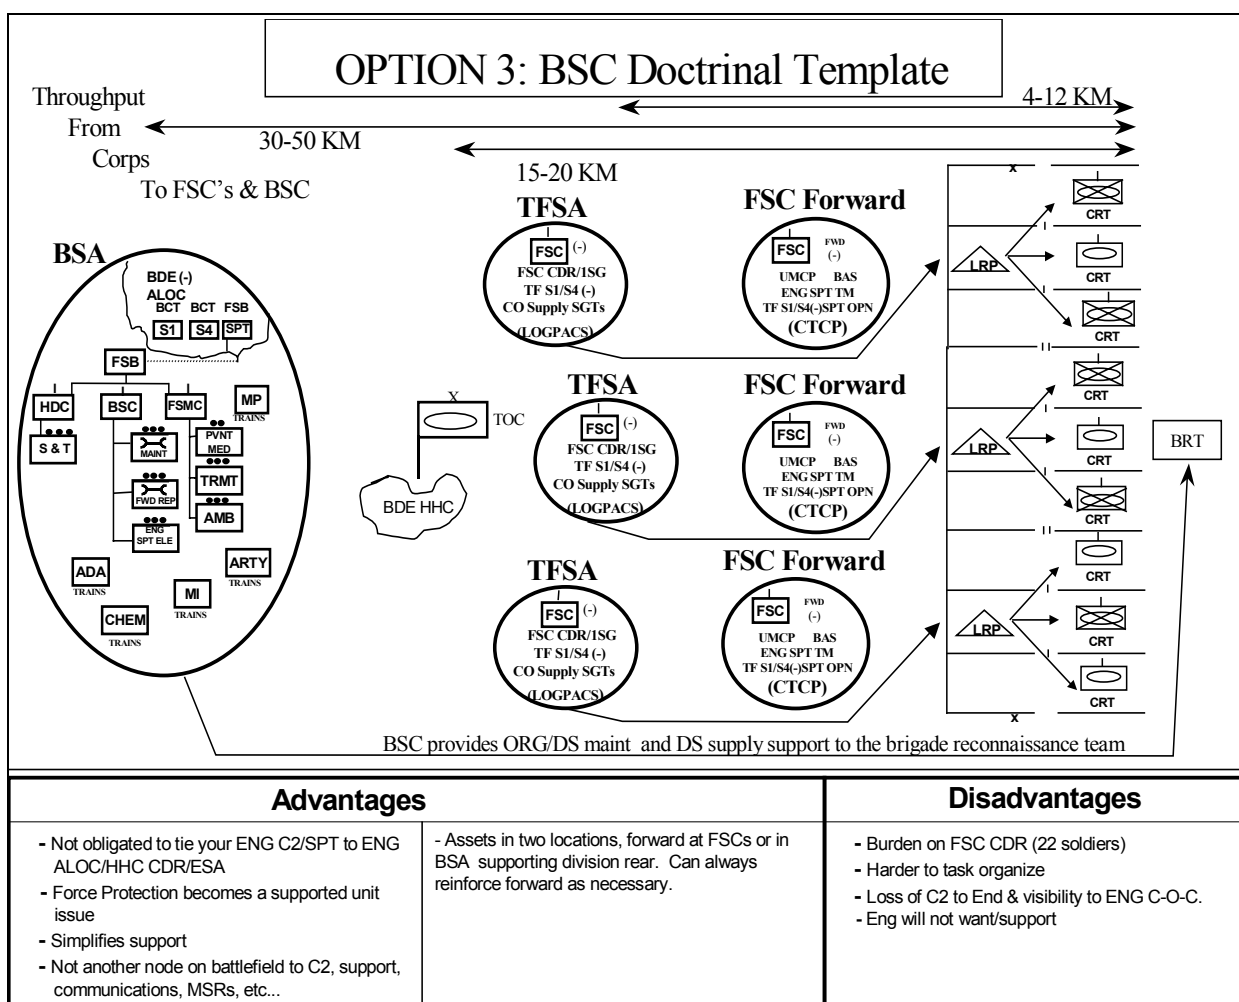 OPTION 3: BSC Doctrinal Template
Throughput
From
Corps
To FSC's & BSC
4-12 KM
30-50 KM
15-20 KM
BSA
BDE (-)
ALOC
BCT BCT FSB
S1 S4 SPT
FSB
HDC BSC FSMC
MP
TRAINS
S & T
MAINT
PVNT
MED
FWD REP
TRMT
ENG
SPT ELE
AMB
ADA
TRAINS
ARTY
TRAINS
MI
TRAINS
CHEM
TRAINS
X
TOC
BDE HHC
TFSA
FSC (-)
FSC CDR/1SG
TF S1/S4 (-)
CO Supply SGTs
(LOGPACS)
FSC Forward
FSC FWD
(-)
UMCP BAS
ENG SPT TM
TF S1/S4(-)SPT OPN
(CTCP)
TFSA
FSC (-)
FSC CDR/1SG
TF S1/S4 (-)
CO Supply SGTs
(LOGPACS)
FSC Forward
FSC FWD
(-)
UMCP BAS
ENG SPT TM
TF S1/S4(-)SPT OPN
(CTCP)
TFSA
FSC (-)
FSC CDR/1SG
TF S1/S4 (-)
CO Supply SGTs
(LOGPACS)
FSC Forward
FSC FWD
(-)
UMCP BAS
ENG SPT TM
TF S1/S4(-)SPT OPN
(CTCP)
x
I
CRT
I
LRP
CRT
I
CRT
I I
CRT
I
LRP
CRT
I
CRT
I I
CRT
I
LRP
CRT
I
CRT
x
BRT
BSC provides ORG/DS maint and DS supply support to the brigade reconnaissance team
Advantages
- Not obligated to tie your ENG C2/SPT to ENG
ALOC/HHC CDR/ESA
- Force Protection becomes a supported unit
issue
- Simplifies support
- Not another node on battlefield to C2, support,
communications, MSRs, etc...
- Assets in two locations, forward at FSCs or in
BSA supporting division rear. Can always
reinforce forward as necessary.
Disadvantages
- Burden on FSC CDR (22 soldiers)
- Harder to task organize
- Loss of C2 to End & visibility to ENG C-O-C.
- Eng will not want/support